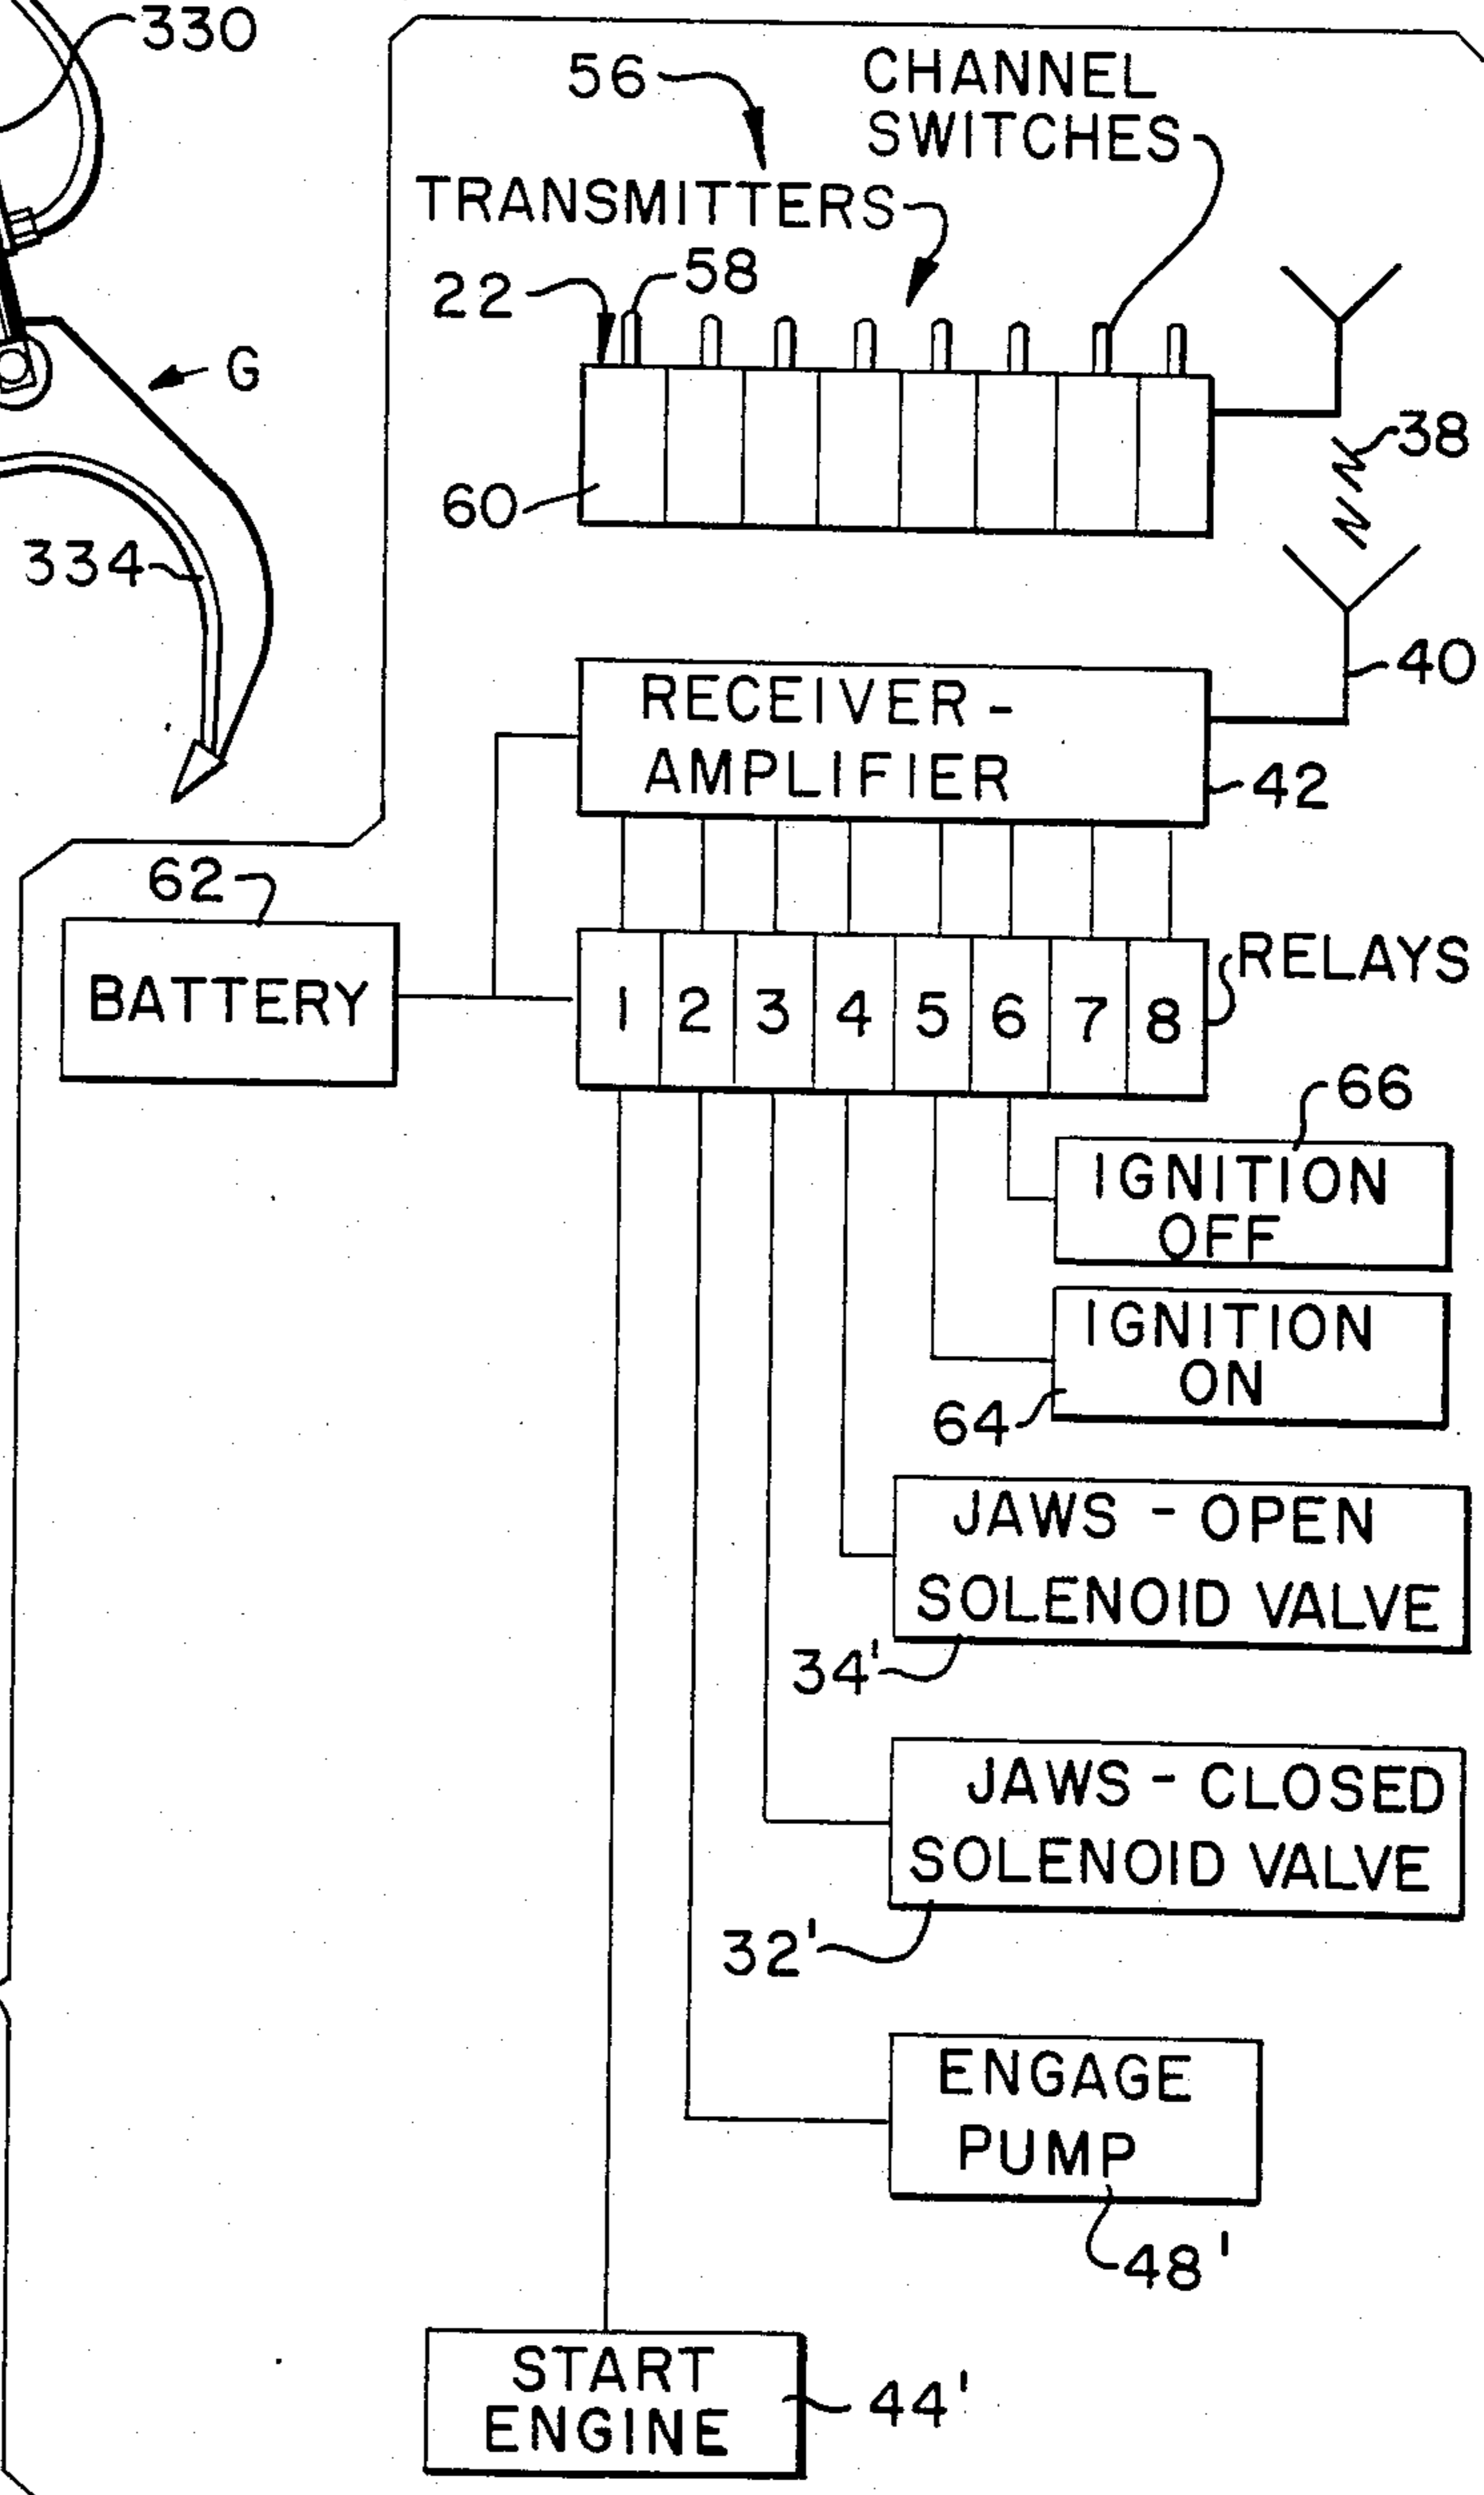 330
56
CHANNEL
SWITCHES
TRANSMITTERS
58
22
G
38
60
334
40
RECEIVER -
AMPLIFIER
42
62
BATTERY
RELAYS
1 2 3 4 5 6 7 8
66
IGNITION
OFF
IGNITION
ON
64
JAWS - OPEN
SOLENOID VALVE
34'
JAWS - CLOSED
SOLENOID VALVE
32'
ENGAGE
PUMP
48'
START
ENGINE
44'